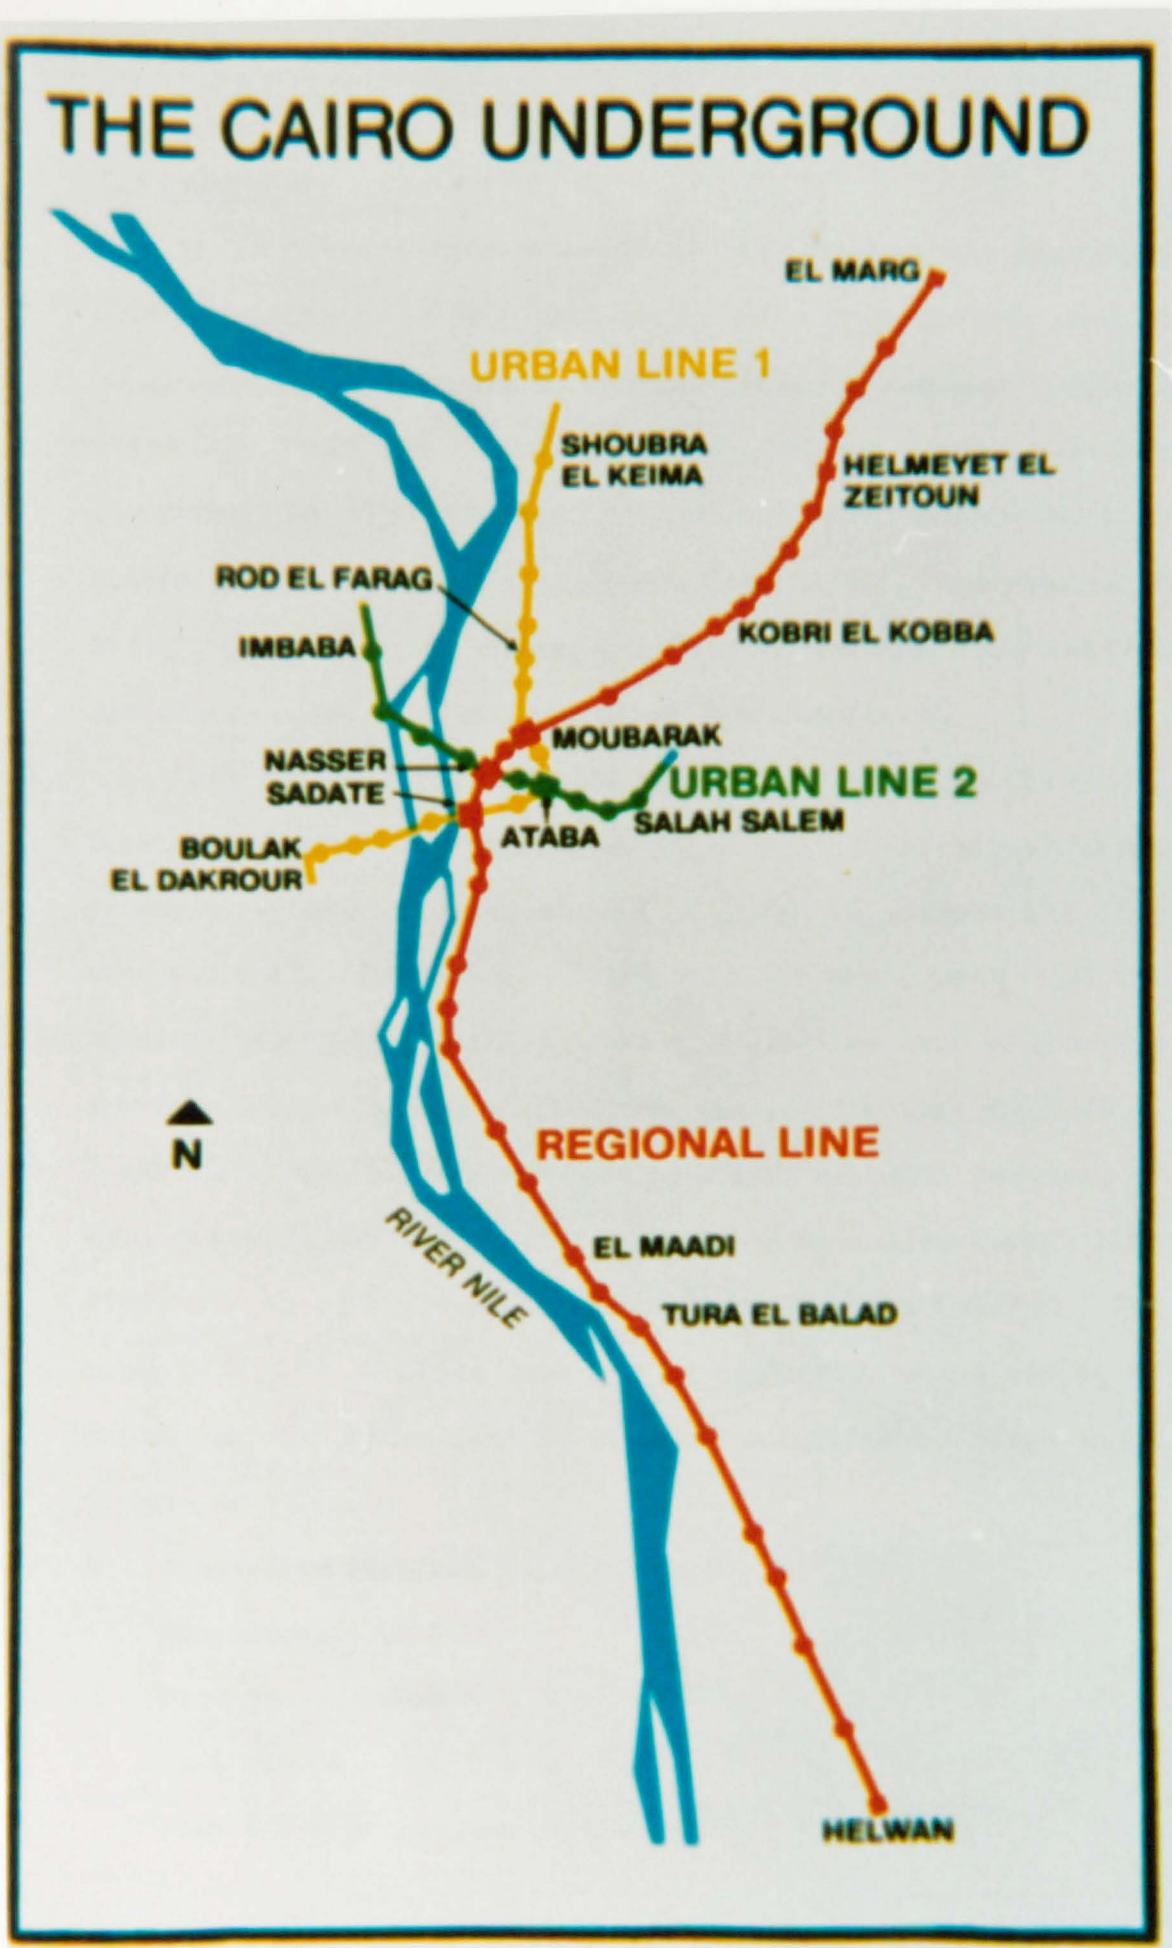 THE CAIRO UNDERGROUND
EL MARG
URBAN LINE 1
SHOUBRA
EL KEIMA
HELMEYET EL
ZEITOUN
ROD EL FARAG
IMBABA
KOBRI EL KOBBA
MOUBARAK
NASSER
SADATE
URBAN LINE 2
SALAH SALEM
ATABA
BOULAK
EL DAKROUR
N
REGIONAL LINE
RIVER NILE
EL MAADI
TURA EL BALAD
HELWAN